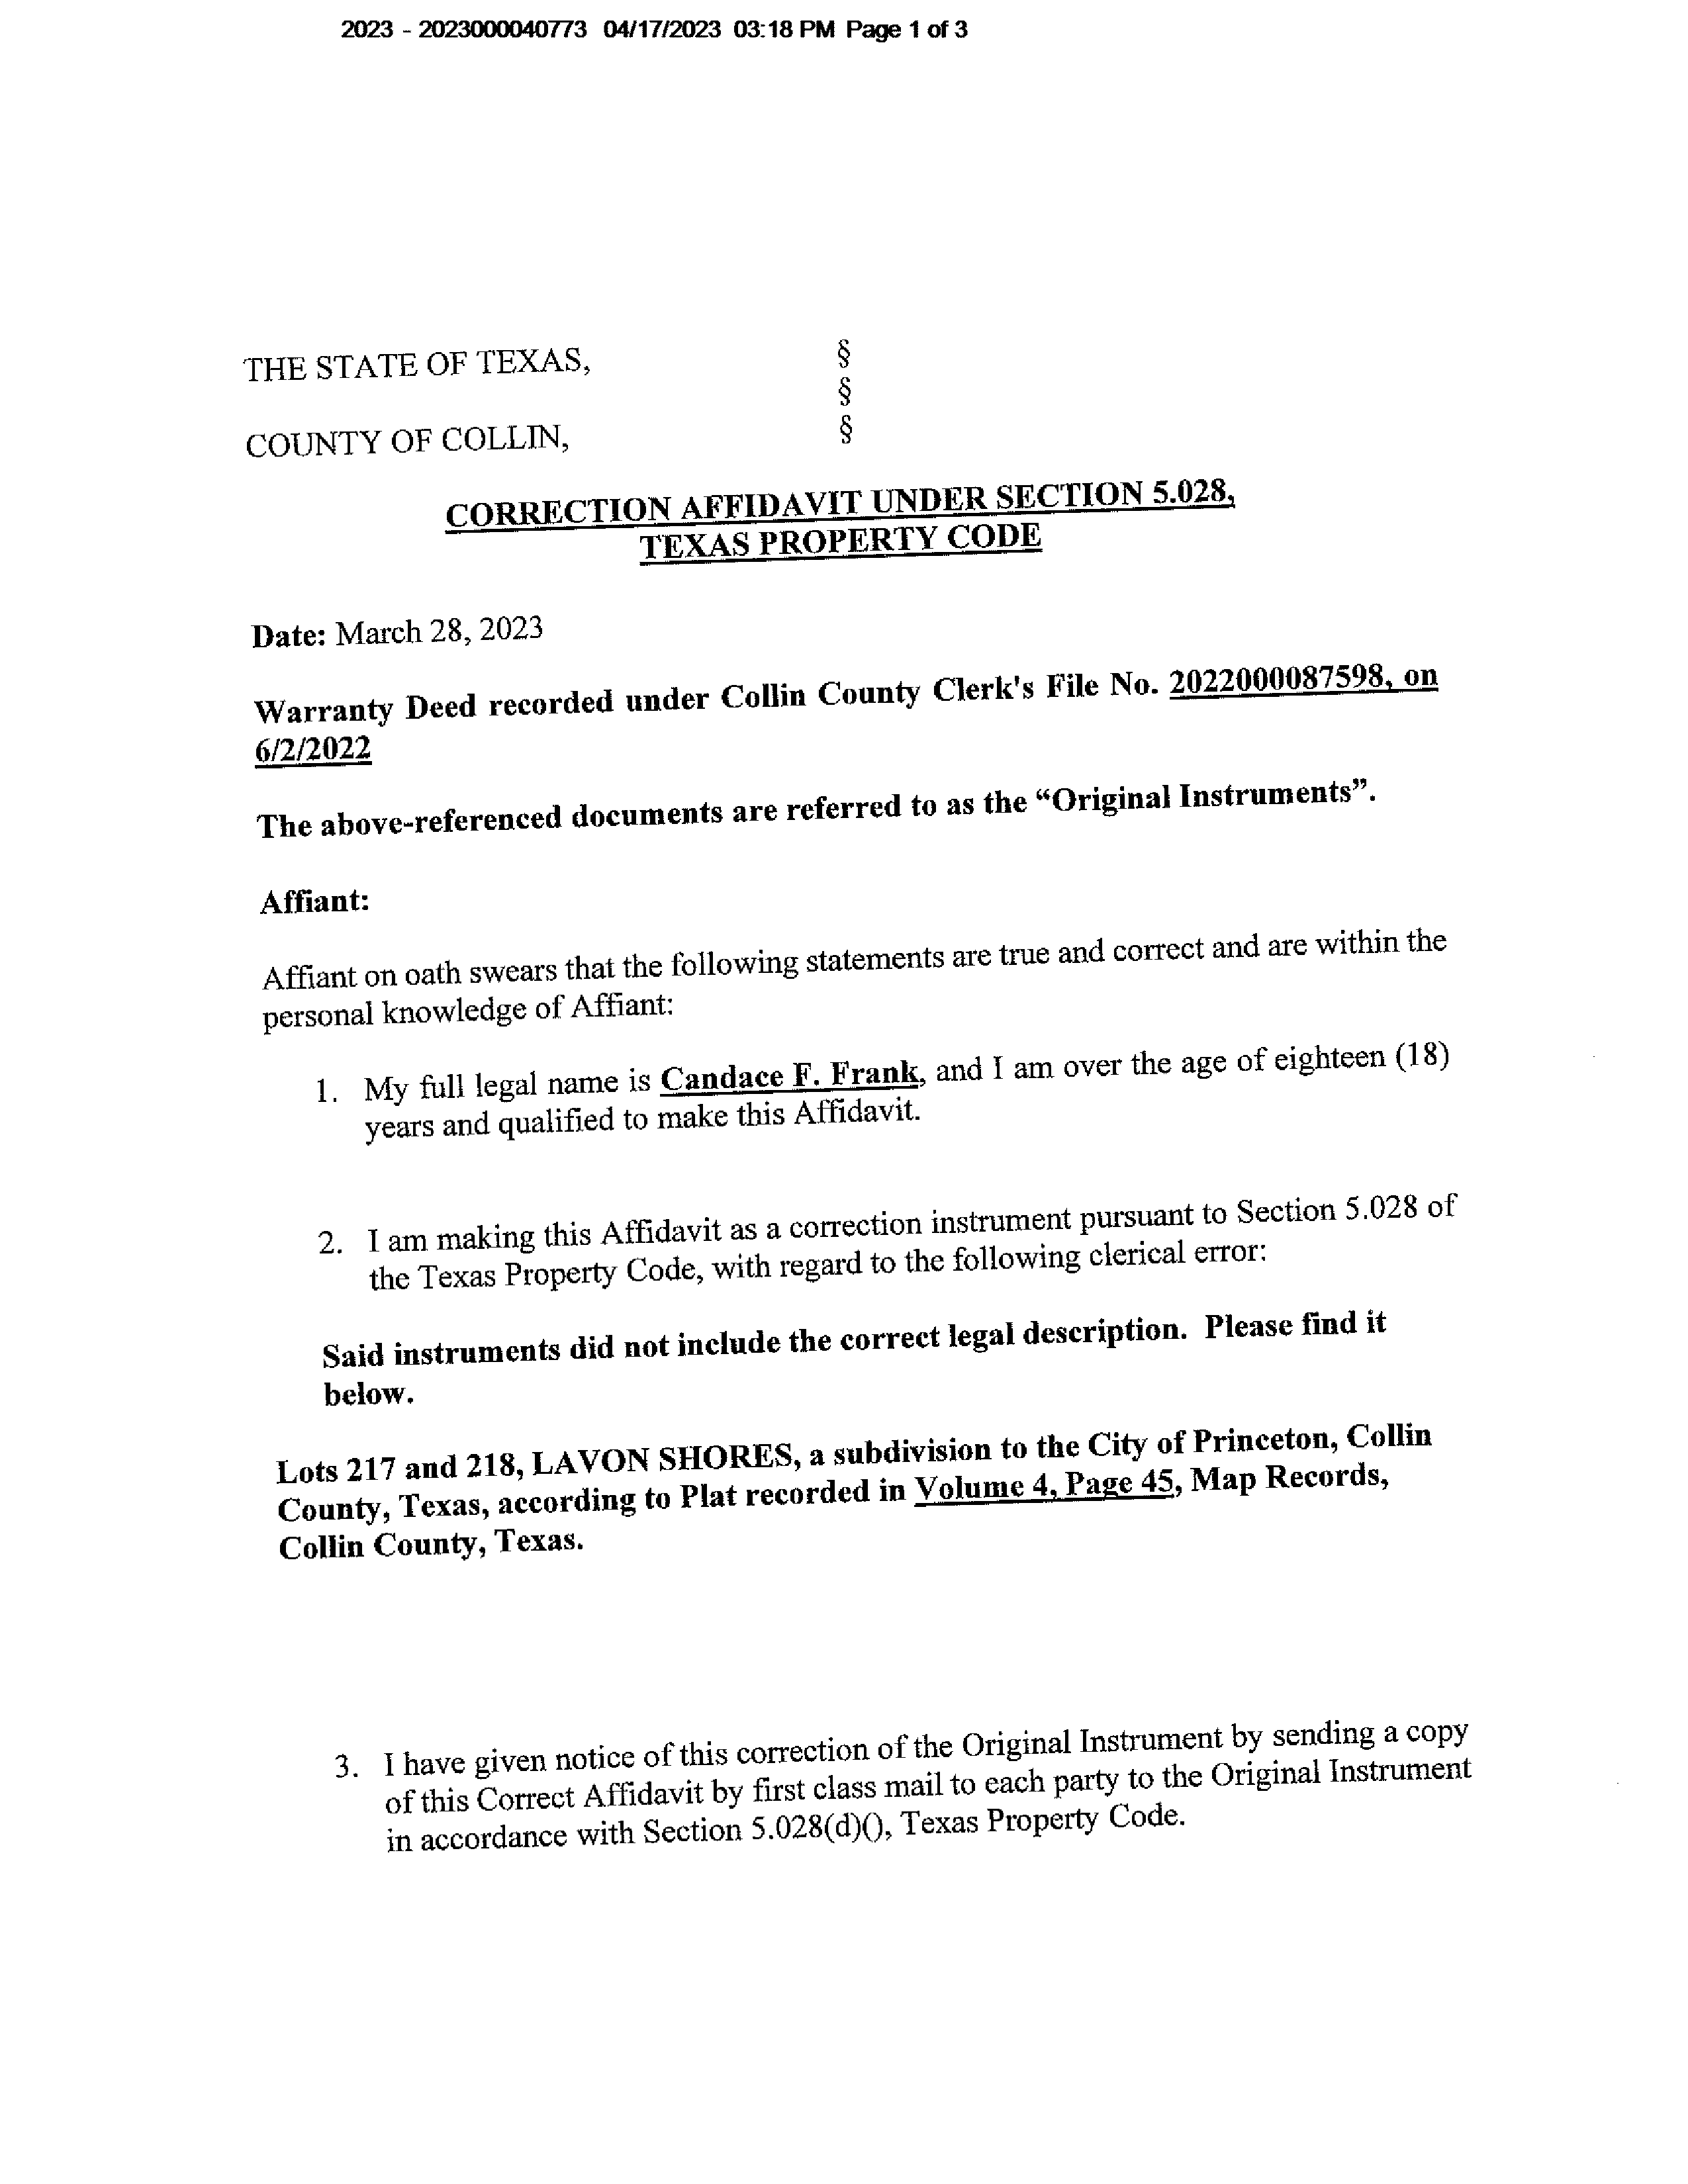 2023 - 2023000040773 04/17/2023 03:18 PM Page 1 of 3
THE STATE OF TEXAS, §
§
COUNTY OF COLLIN, §
CORRECTION AFFIDAVIT UNDER SECTION 5.028,
TEXAS PROPERTY CODE
Date: March 28, 2023
Warranty Deed recorded under Collin County Clerk's File No. 2022000087598, on
6/2/2022
The above-referenced documents are referred to as the “Original Instruments”.
Affiant:
Affiant on oath swears that the following statements are true and correct and are within the
personal knowledge of Affiant:
1. My full legal name is Candace F. Frank, and I am over the age of eighteen (18)
years and qualified to make this Affidavit.
2. I am making this Affidavit as a correction instrument pursuant to Section 5.028 of
the Texas Property Code, with regard to the following clerical error:
Said instruments did not include the correct legal description. Please find it
below.
Lots 217 and 218, LAVON SHORES, a subdivision to the City of Princeton, Collin
County, Texas, according to Plat recorded in Volume 4, Page 45, Map Records,
Collin County, Texas.
3. I have given notice of this correction of the Original Instrument by sending a copy
of this Correct Affidavit by first class mail to each party to the Original Instrument
in accordance with Section 5.028(d)(), Texas Property Code.